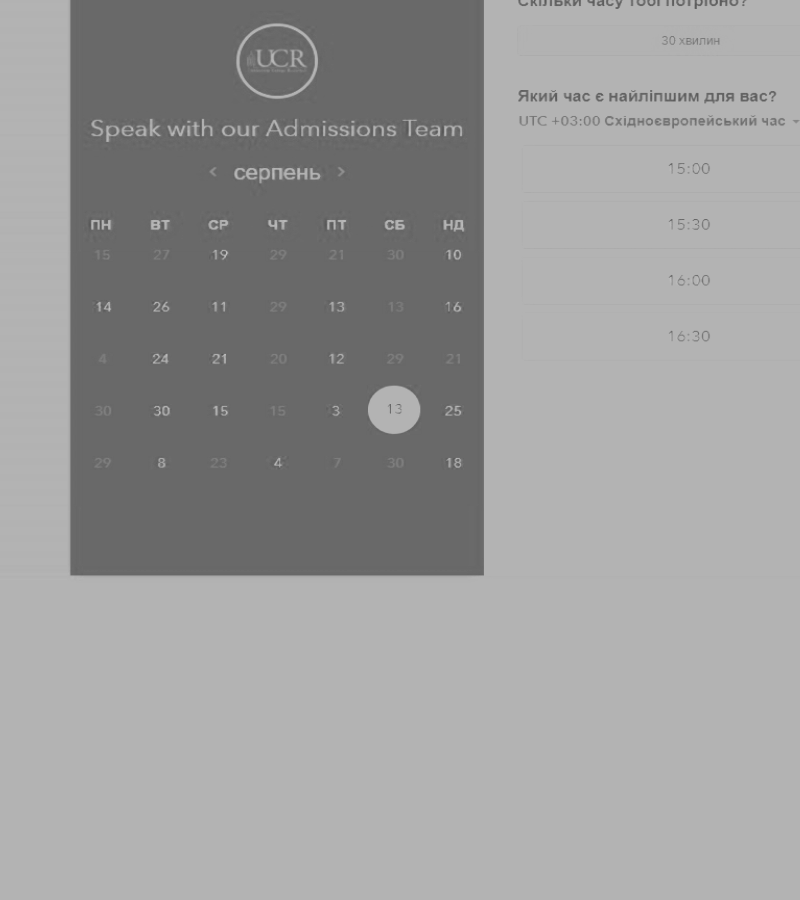 UCR
Speak with our Admissions Team
серпень
ПН ВТ СР ЧТ ПТ СБ НД
15 27 19 29 21 30 10
14 26 11 29 13 13 16
4 24 21 20 12 29 21
30 30 15 15 3 13 25
29 8 23 4 7 30 18
Скільки часу тобі потрібно?
30 хвилин
Який час є найліпшим для вас?
UTC +03:00 Східноєвропейський час
15:00
15:30
16:00
16:30